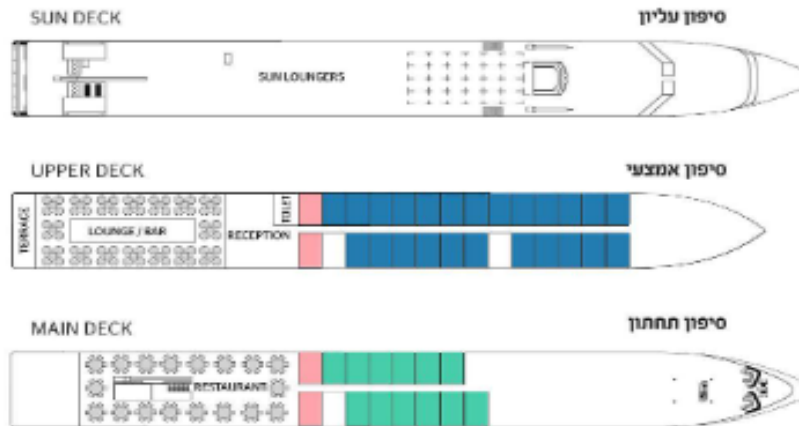 SUN DECK
סיפון עליון
SUN LOUNGERS
UPPER DECK
סיפון אמצעי
TERRACE
LOUNGE / BAR
RECEPTION
TOILET
MAIN DECK
סיפון תחתון
RESTAURANT